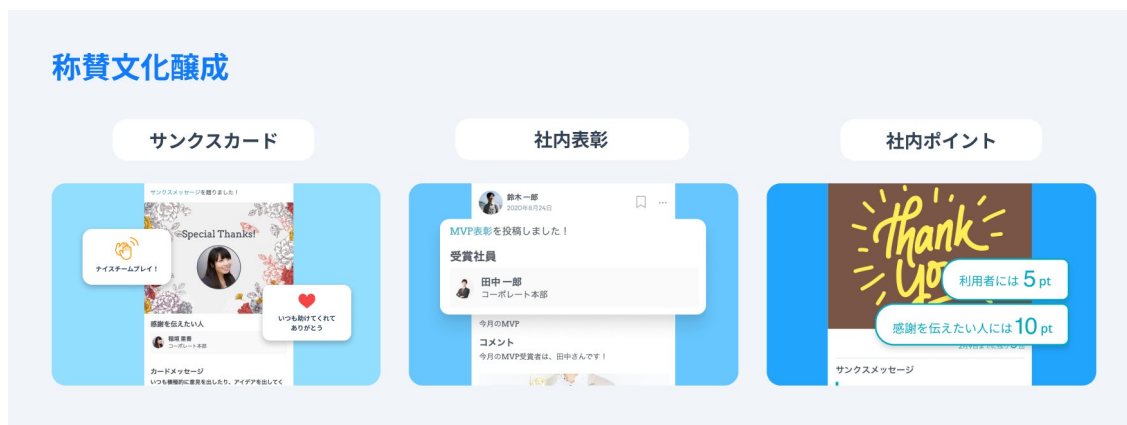 称賛文化醸成
サンクスカード
サンクスメッセージを贈りました!
Special Thanks!
ナイスチームプレイ!
いつも助けてくれて
ありがとう
感謝を伝えたい人
稲垣 里香
コーポレート本部
カードメッセージ
いつも積極的に意見を出したり、アイデアを出してく
社内表彰
鈴木一郎
2020年6月24日
MVP表彰を投稿しました!
受賞社員
田中 一郎
コーポレート本部
今月のMVP
コメント
今月のMVP受賞者は、田中さんです!
社内ポイント
thank
You
利用者には 5 pt
感謝を伝えたい人には 10 pt
サンクスメッセージ